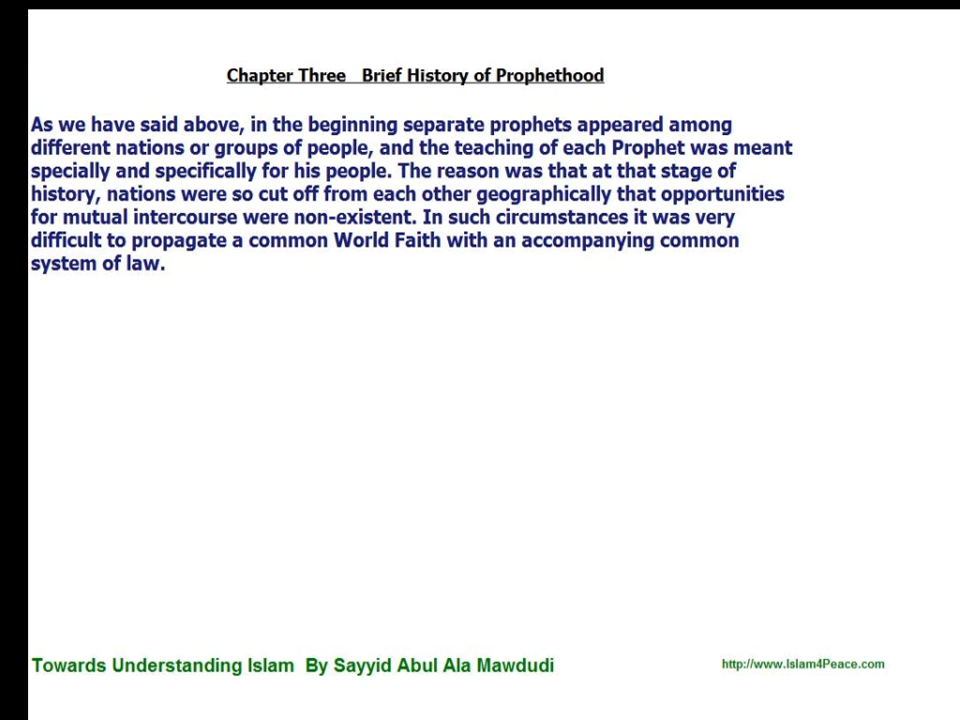 Chapter Three   Brief History of Prophethood
As we have said above, in the beginning separate prophets appeared among
different nations or groups of people, and the teaching of each Prophet was meant
specially and specifically for his people. The reason was that at that stage of
history, nations were so cut off from each other geographically that opportunities
for mutual intercourse were non-existent. In such circumstances it was very
difficult to propagate a common World Faith with an accompanying common
system of law.
Towards Understanding Islam  By Sayyid Abul Ala Mawdudi
http://www.Islam4Peace.com